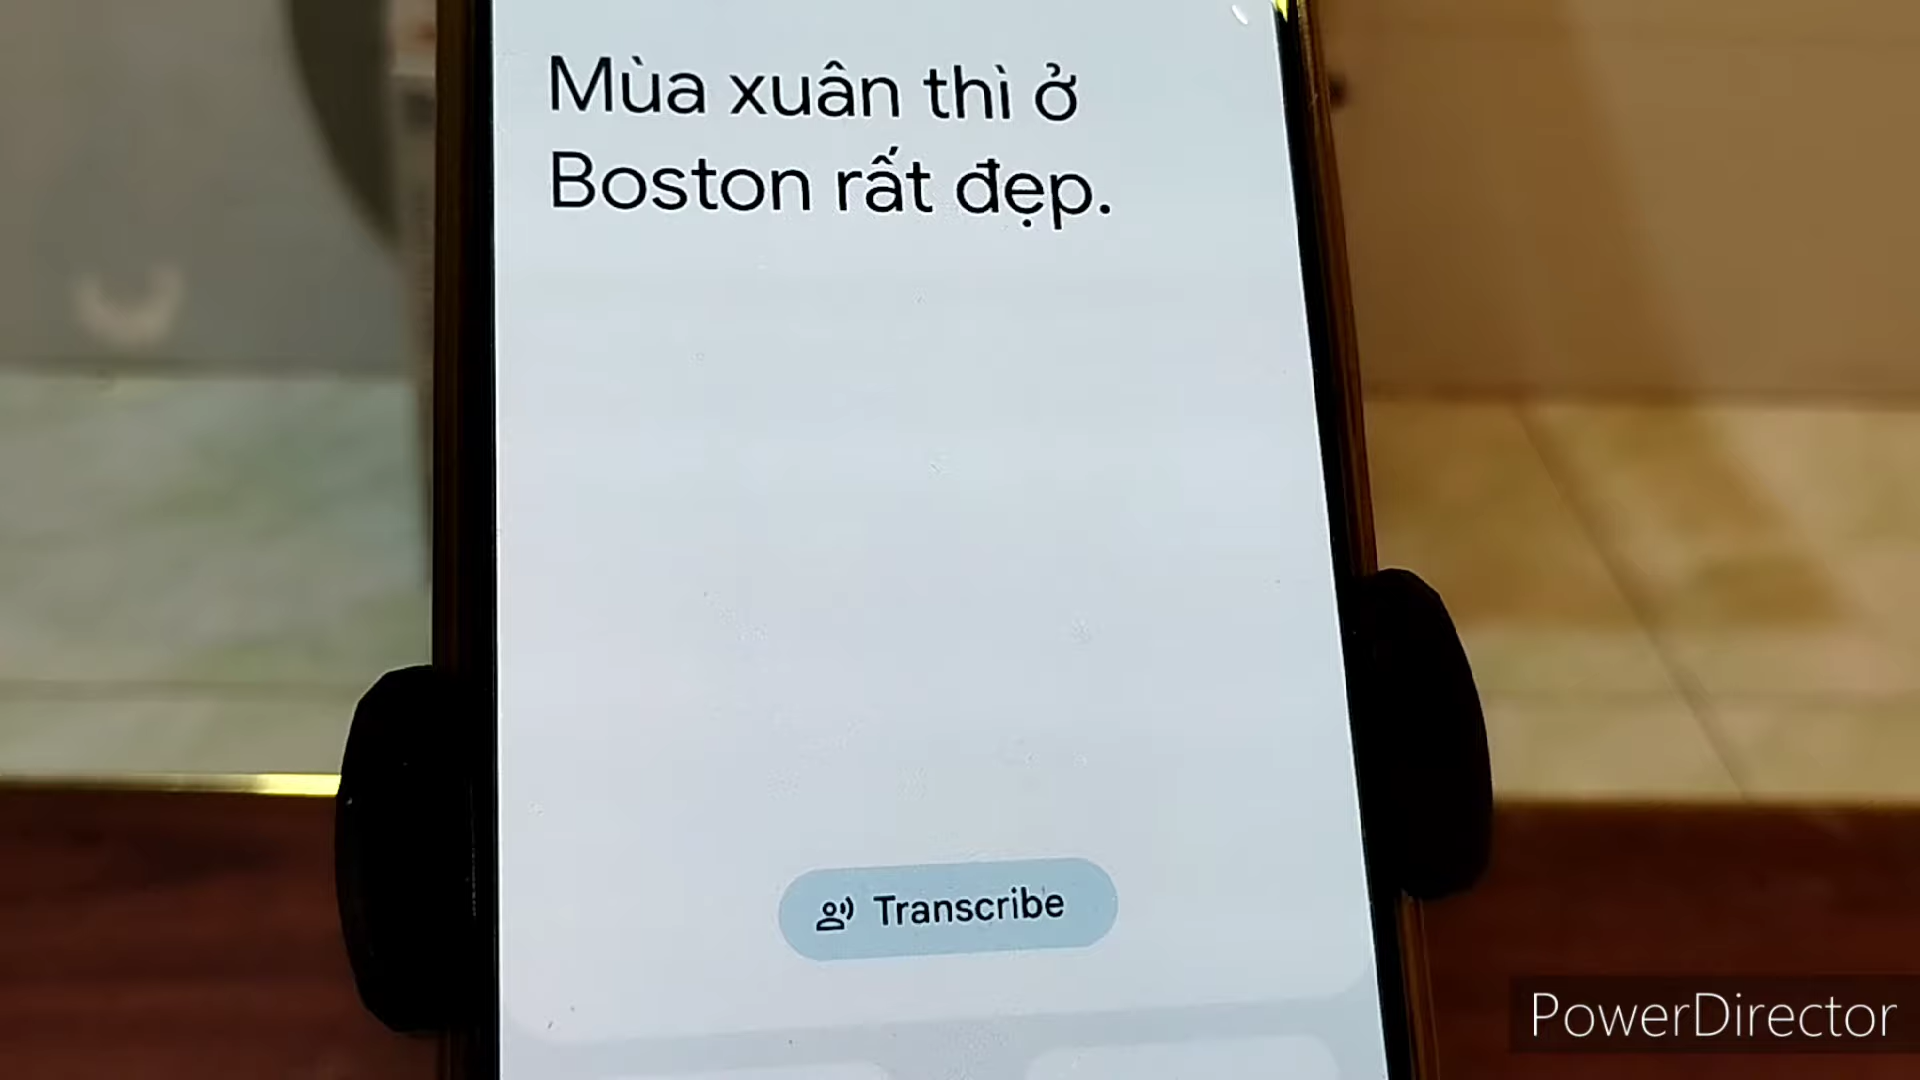 Mùa xuân thì ở
Boston rất đẹp.
Transcribe
PowerDirector